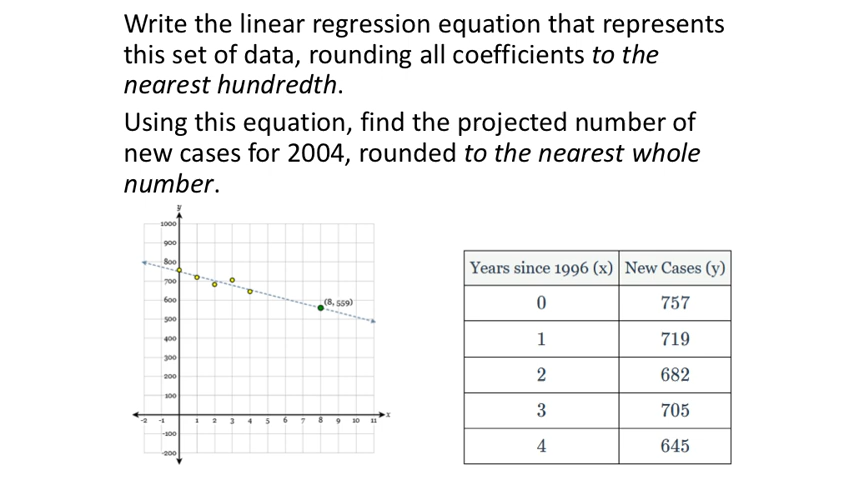 Write the linear regression equation that represents
this set of data, rounding all coefficients to the
nearest hundredth.
Using this equation, find the projected number of
new cases for 2004, rounded to the nearest whole
number.
y
1000
900
800
700
600
500
400
300
200
100
-100
-200
-2 -1 1 2 3 4 5 6 7 8 9 10 11 x
(8, 559)
Years since 1996 (x) New Cases (y)
0 757
1 719
2 682
3 705
4 645